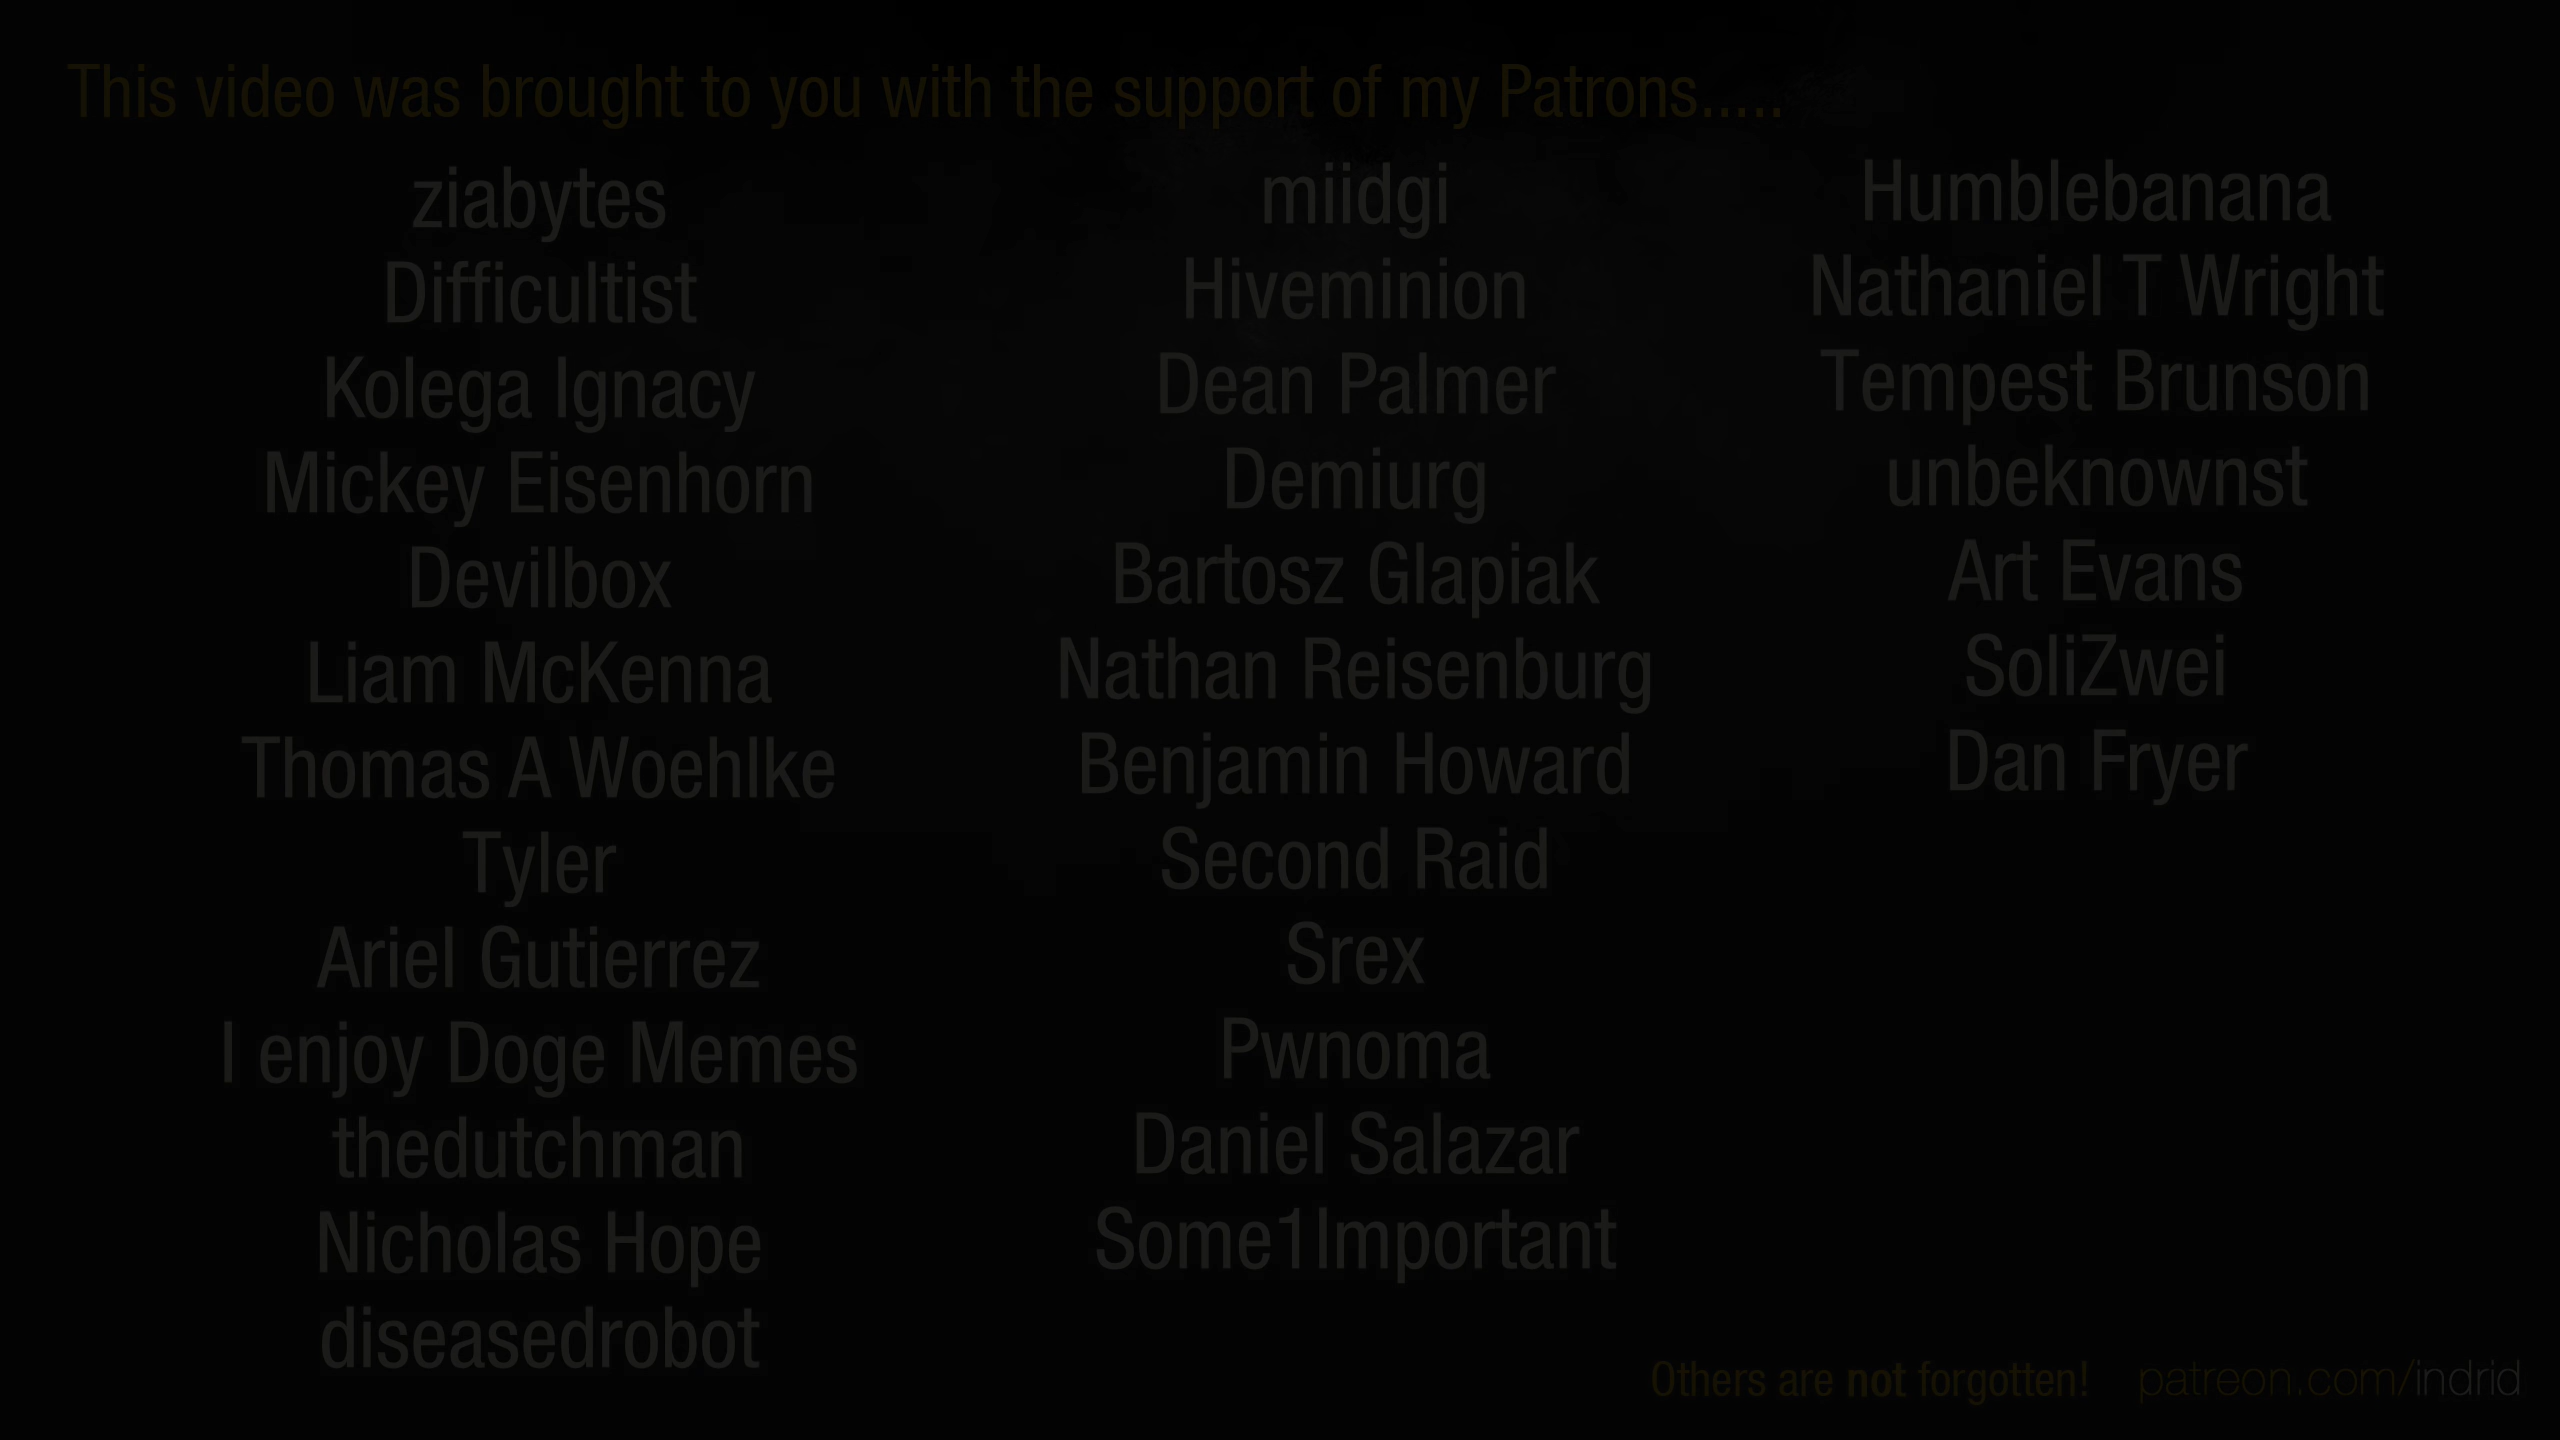 This video was brought to you with the support of my Patrons.....
ziabytes
Difficultist
Kolega Ignacy
Mickey Eisenhorn
Devilbox
Liam McKenna
Thomas A Woehlke
Tyler
Ariel Gutierrez
I enjoy Doge Memes
thedutchman
Nicholas Hope
diseasedrobot
miidgi
Hiveminion
Dean Palmer
Demiurg
Bartosz Glapiak
Nathan Reisenburg
Benjamin Howard
Second Raid
Srex
Pwnoma
Daniel Salazar
Some1Important
Humblebanana
Nathaniel T Wright
Tempest Brunson
unbeknownst
Art Evans
SoliZwei
Dan Fryer
Others are not forgotten! patreon.com/indrid